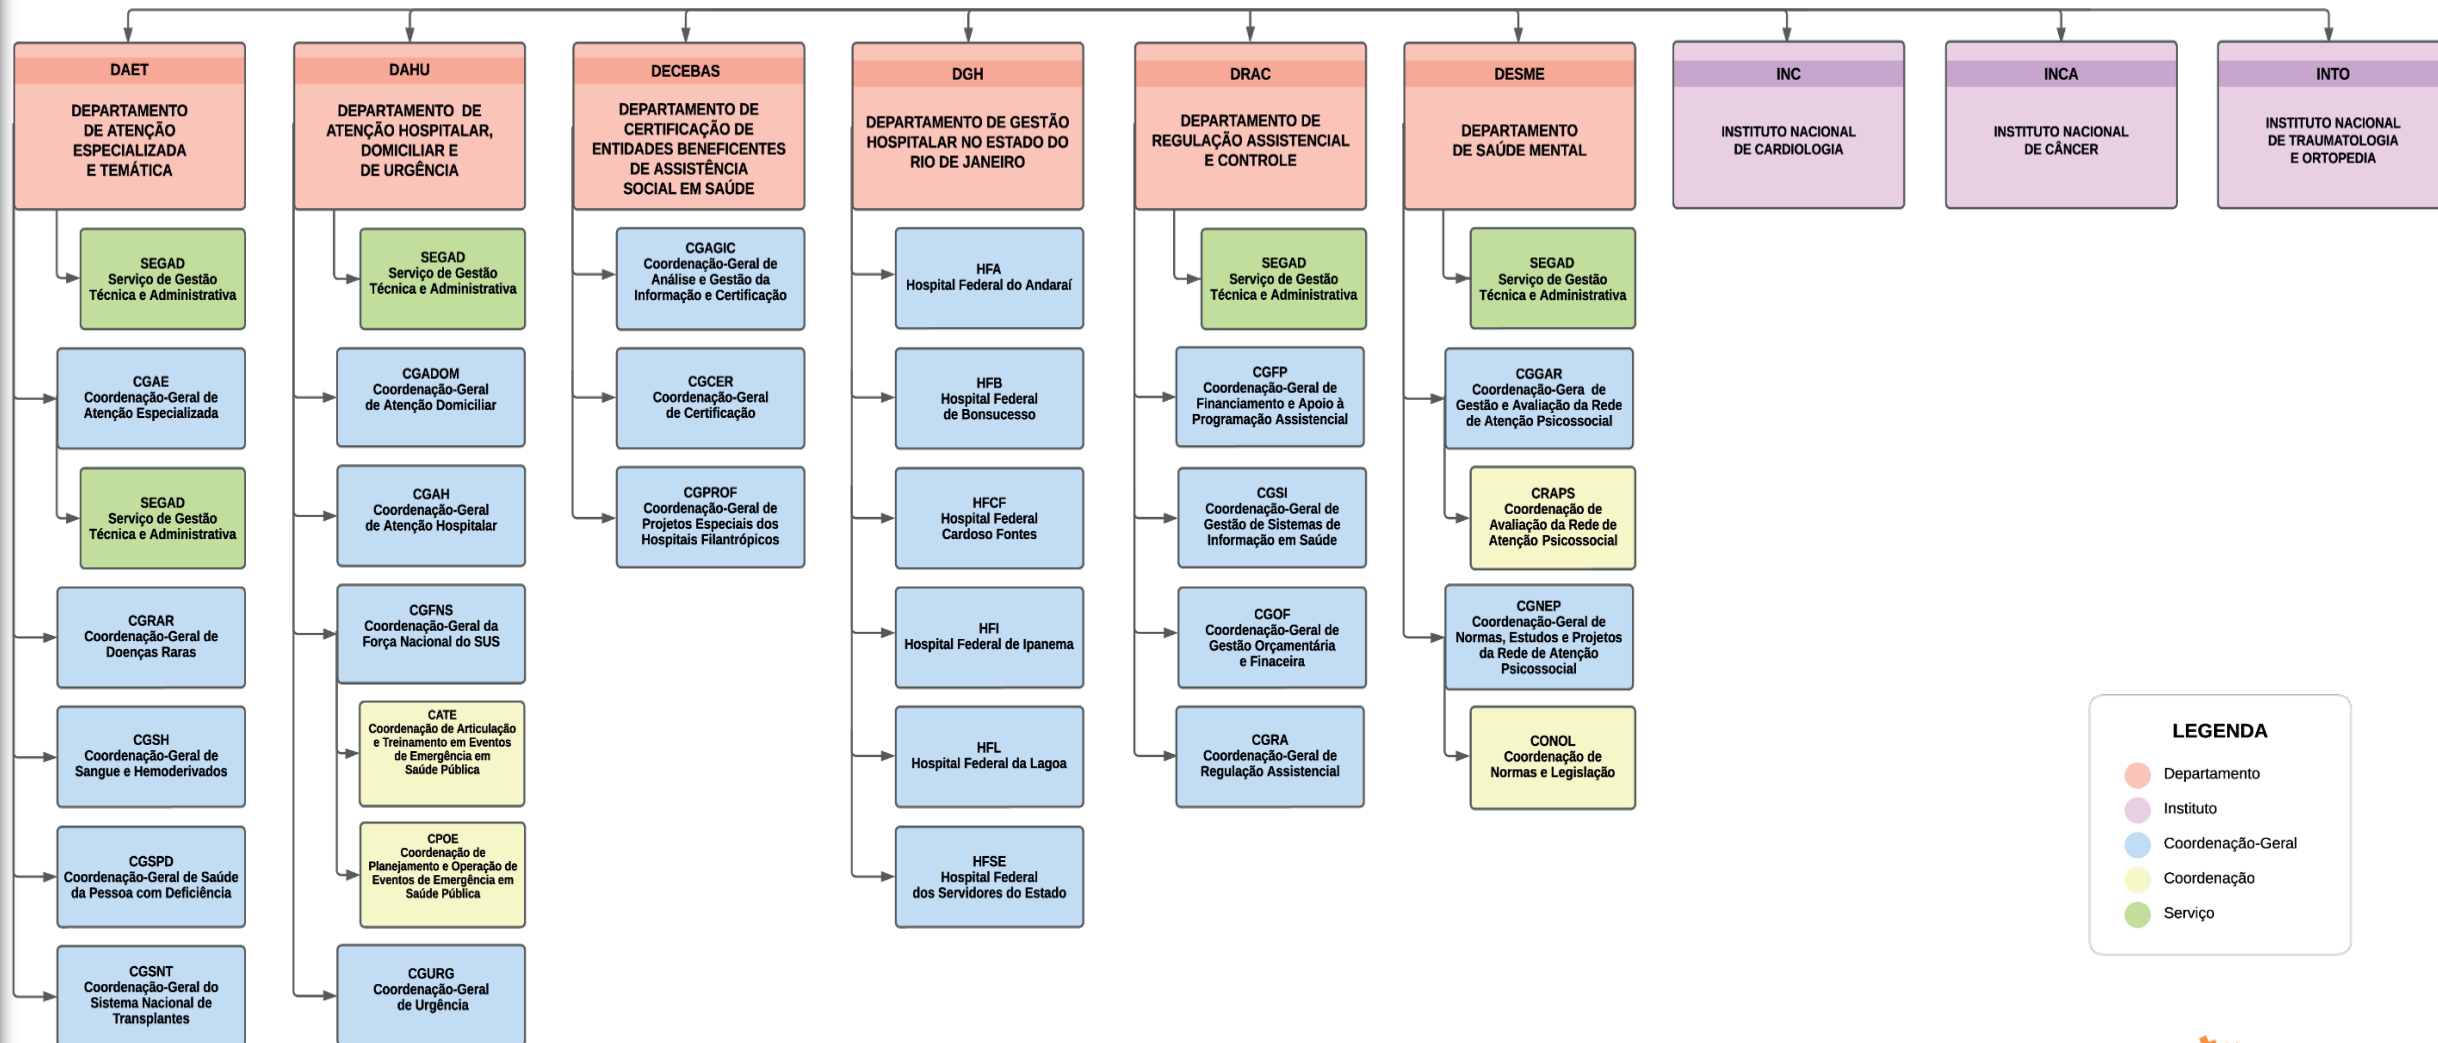 DAET
DEPARTAMENTO
DE ATENÇÃO
ESPECIALIZADA
E TEMÁTICA
SEGAD
Serviço de Gestão
Técnica e Administrativa
CGAE
Coordenação-Geral de
Atenção Especializada
SEGAD
Serviço de Gestão
Técnica e Administrativa
CGRAR
Coordenação-Geral de
Doenças Raras
CGSH
Coordenação-Geral de
Sangue e Hemoderivados
CGSPD
Coordenação-Geral de Saúde
da Pessoa com Deficiência
CGSNT
Coordenação-Geral do
Sistema Nacional de
Transplantes
DAHU
DEPARTAMENTO DE
ATENÇÃO HOSPITALAR,
DOMICILIAR E
DE URGÊNCIA
SEGAD
Serviço de Gestão
Técnica e Administrativa
CGADOM
Coordenação-Geral
de Atenção Domiciliar
CGAH
Coordenação-Geral
de Atenção Hospitalar
CGFNS
Coordenação-Geral da
Força Nacional do SUS
CATE
Coordenação de Articulação
e Treinamento em Eventos
de Emergência em
Saúde Pública
CPOE
Coordenação de
Planejamento e Operação de
Eventos de Emergência em
Saúde Pública
CGURG
Coordenação-Geral
de Urgência
DECEBAS
DEPARTAMENTO DE
CERTIFICAÇÃO DE
ENTIDADES BENEFICENTES
DE ASSISTÊNCIA
SOCIAL EM SAÚDE
CGAGIC
Coordenação-Geral de
Análise e Gestão da
Informação e Certificação
CGCER
Coordenação-Geral
de Certificação
CGPROF
Coordenação-Geral de
Projetos Especiais dos
Hospitais Filantrópicos
DGH
DEPARTAMENTO DE GESTÃO
HOSPITALAR NO ESTADO DO
RIO DE JANEIRO
HFA
Hospital Federal do Andaraí
HFB
Hospital Federal
de Bonsucesso
HFCF
Hospital Federal
Cardoso Fontes
HFI
Hospital Federal de Ipanema
HFL
Hospital Federal da Lagoa
HFSE
Hospital Federal
dos Servidores do Estado
DRAC
DEPARTAMENTO DE
REGULAÇÃO ASSISTENCIAL
E CONTROLE
SEGAD
Serviço de Gestão
Técnica e Administrativa
CGFP
Coordenação-Geral de
Financiamento e Apoio à
Programação Assistencial
CGSI
Coordenação-Geral de
Gestão de Sistemas de
Informação em Saúde
CGOF
Coordenação-Geral de
Gestão Orçamentária
e Finaceira
CGRA
Coordenação-Geral de
Regulação Assistencial
DESME
DEPARTAMENTO
DE SAÚDE MENTAL
SEGAD
Serviço de Gestão
Técnica e Administrativa
CGGAR
Coordenação-Gera de
Gestão e Avaliação da Rede
de Atenção Psicossocial
CRAPS
Coordenação de
Avaliação da Rede de
Atenção Psicossocial
CGNEP
Coordenação-Geral de
Normas, Estudos e Projetos
da Rede de Atenção
Psicossocial
CONOL
Coordenação de
Normas e Legislação
INC
INSTITUTO NACIONAL
DE CARDIOLOGIA
INCA
INSTITUTO NACIONAL
DE CÂNCER
INTO
INSTITUTO NACIONAL
DE TRAUMATOLOGIA
E ORTOPEDIA
LEGENDA
Departamento
Instituto
Coordenação-Geral
Coordenação
Serviço